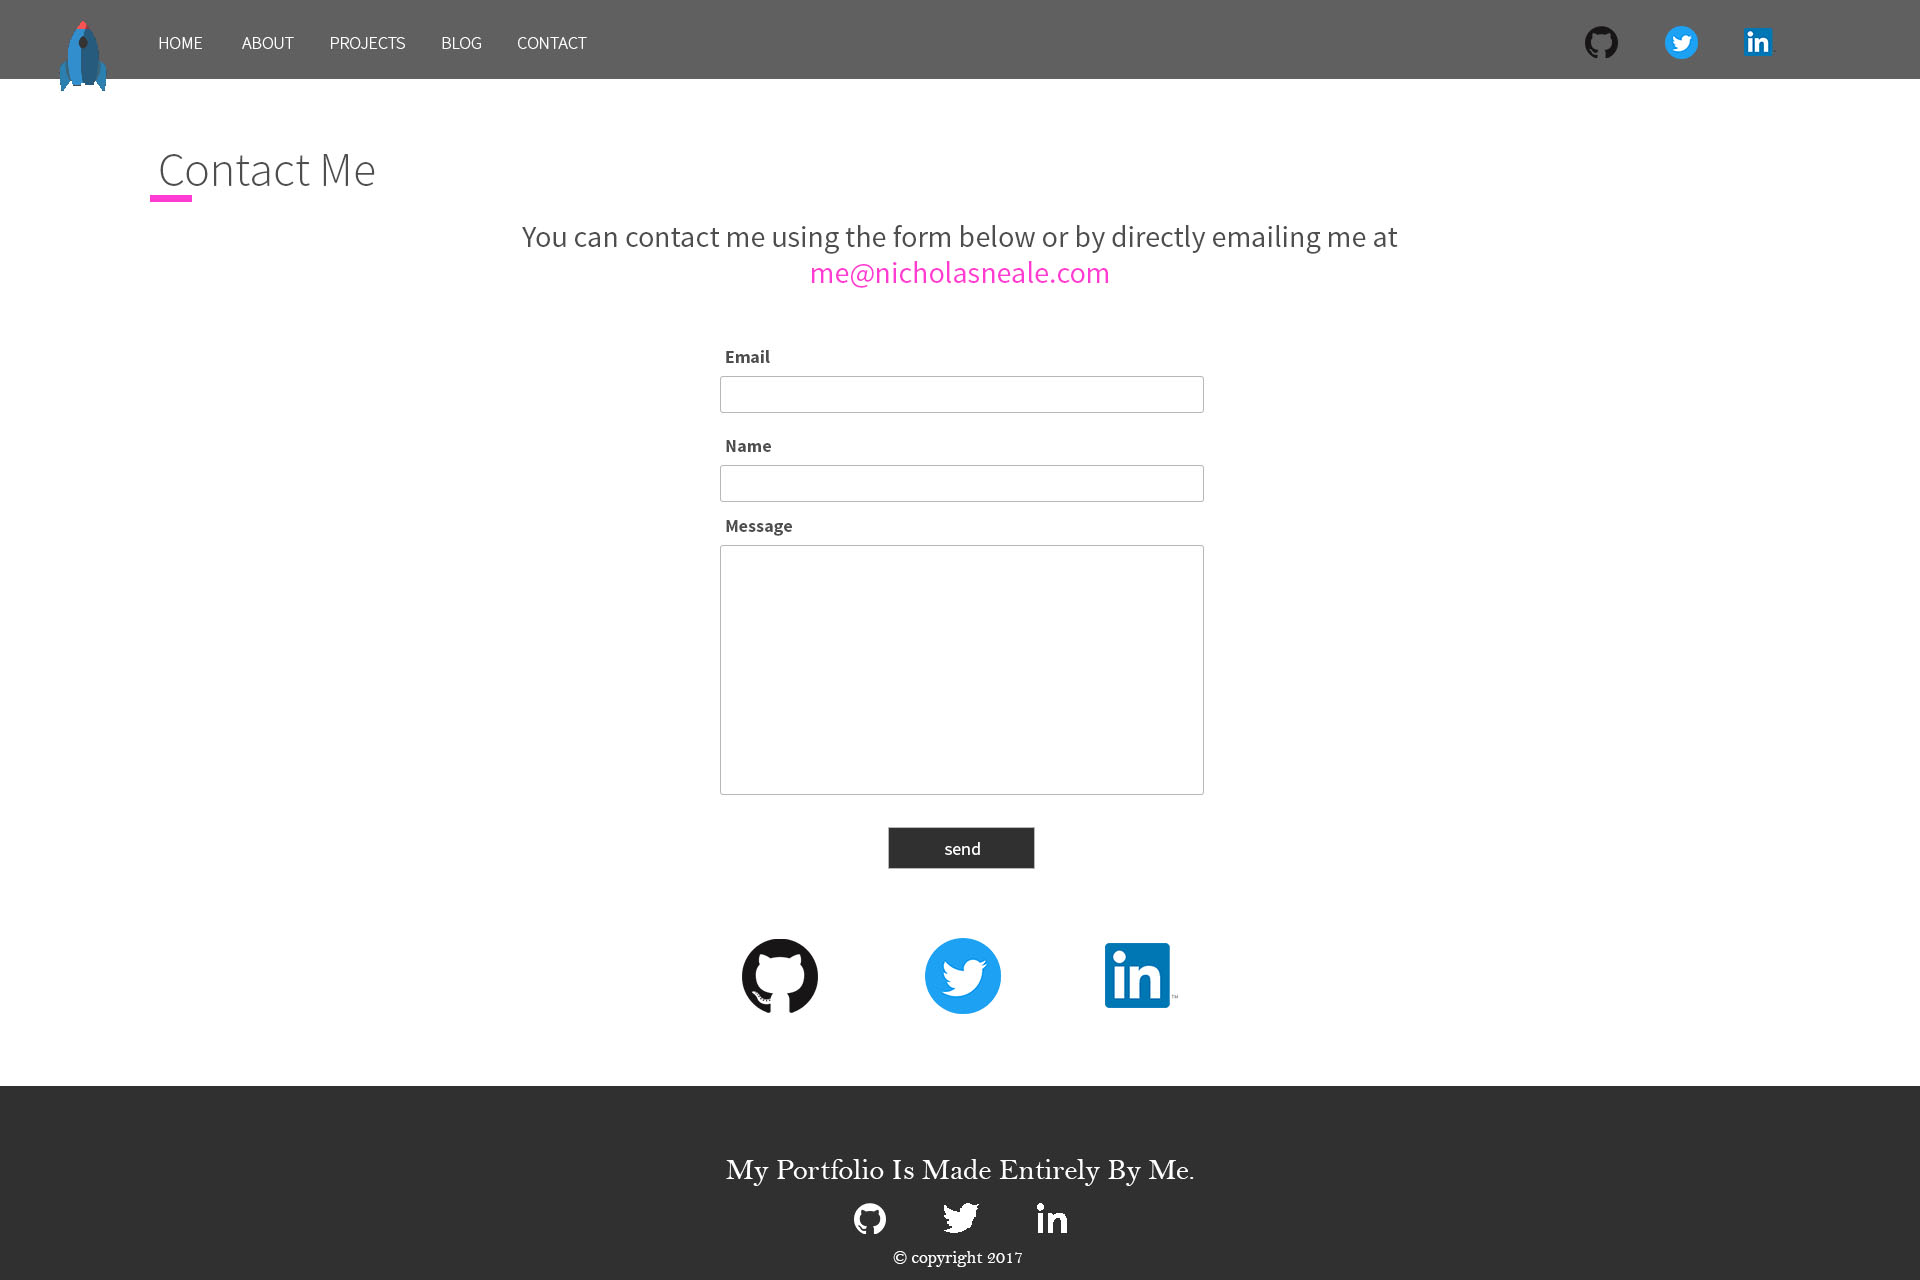 HOME ABOUT PROJECTS BLOG CONTACT
in
Contact Me
You can contact me using the form below or by directly emailing me at
me@nicholasneale.com
Email
Name
Message
send
in ™
My Portfolio Is Made Entirely By Me.
in
© copyright 2017